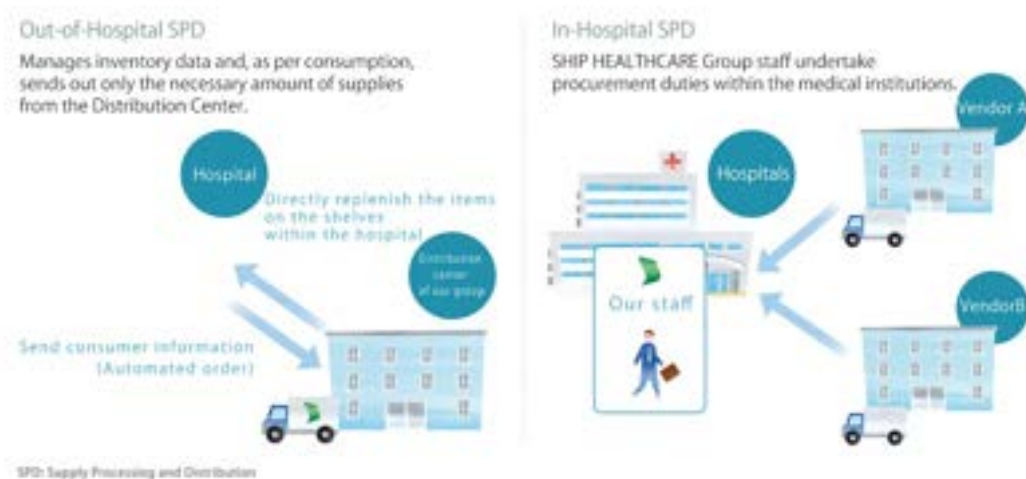 Out-of-Hospital SPD
Manages inventory data and, as per consumption,
sends out only the necessary amount of supplies
from the Distribution Center.
Hospital
Directly replenish the items
on the shelves
within the hospital
Distribution
center
of our group
Send consumer information
(Automated order)
In-Hospital SPD
SHIP HEALTHCARE Group staff undertake
procurement duties within the medical institutions.
Vendor A
Hospitals
Our staff
VendorB
SPD: Supply Processing and Distribution